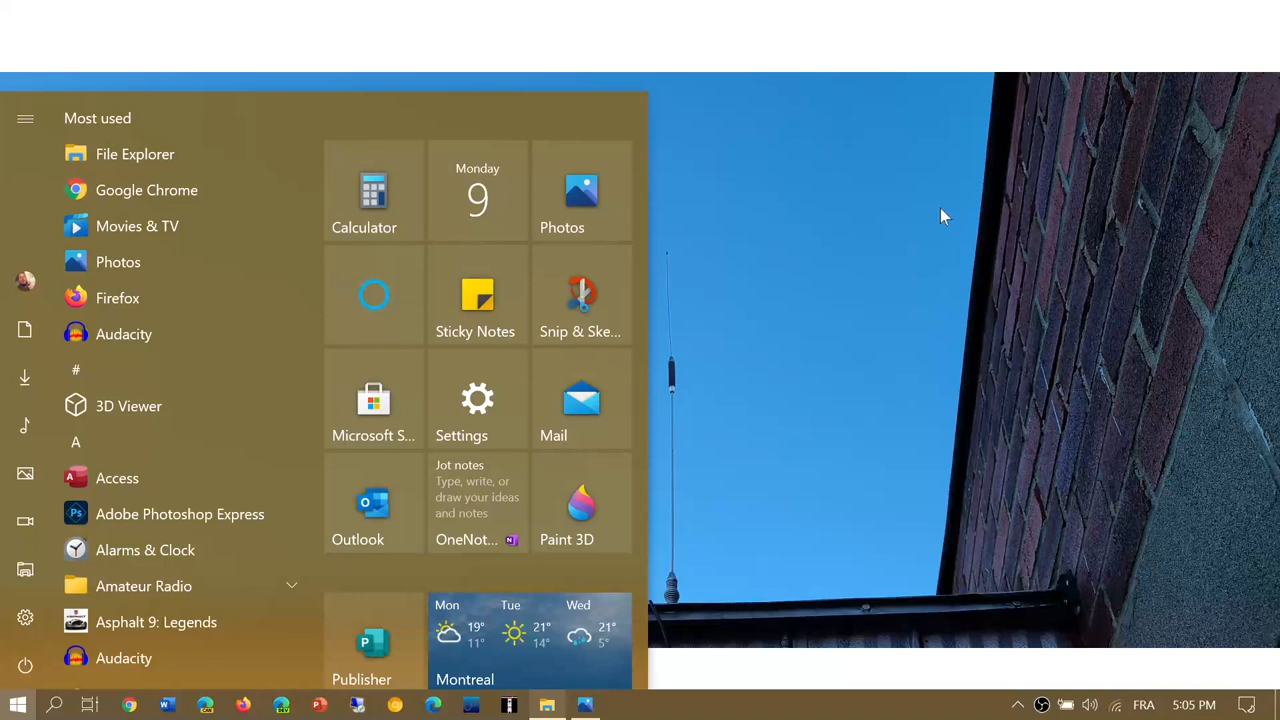 Most used
File Explorer
Google Chrome
Movies & TV
Photos
Firefox
Audacity
#
3D Viewer
A
Access
Adobe Photoshop Express
Alarms & Clock
Amateur Radio
Asphalt 9: Legends
Audacity
Calculator
Monday
9
Photos
Sticky Notes
Snip & Ske...
Microsoft S...
Settings
Mail
Outlook
Jot notes
Type, write, or
draw your ideas
and notes
OneNot...
Paint 3D
Publisher
Mon Tue Wed
19° 21° 21°
11° 14° 5°
Montreal
FRA 5:05 PM